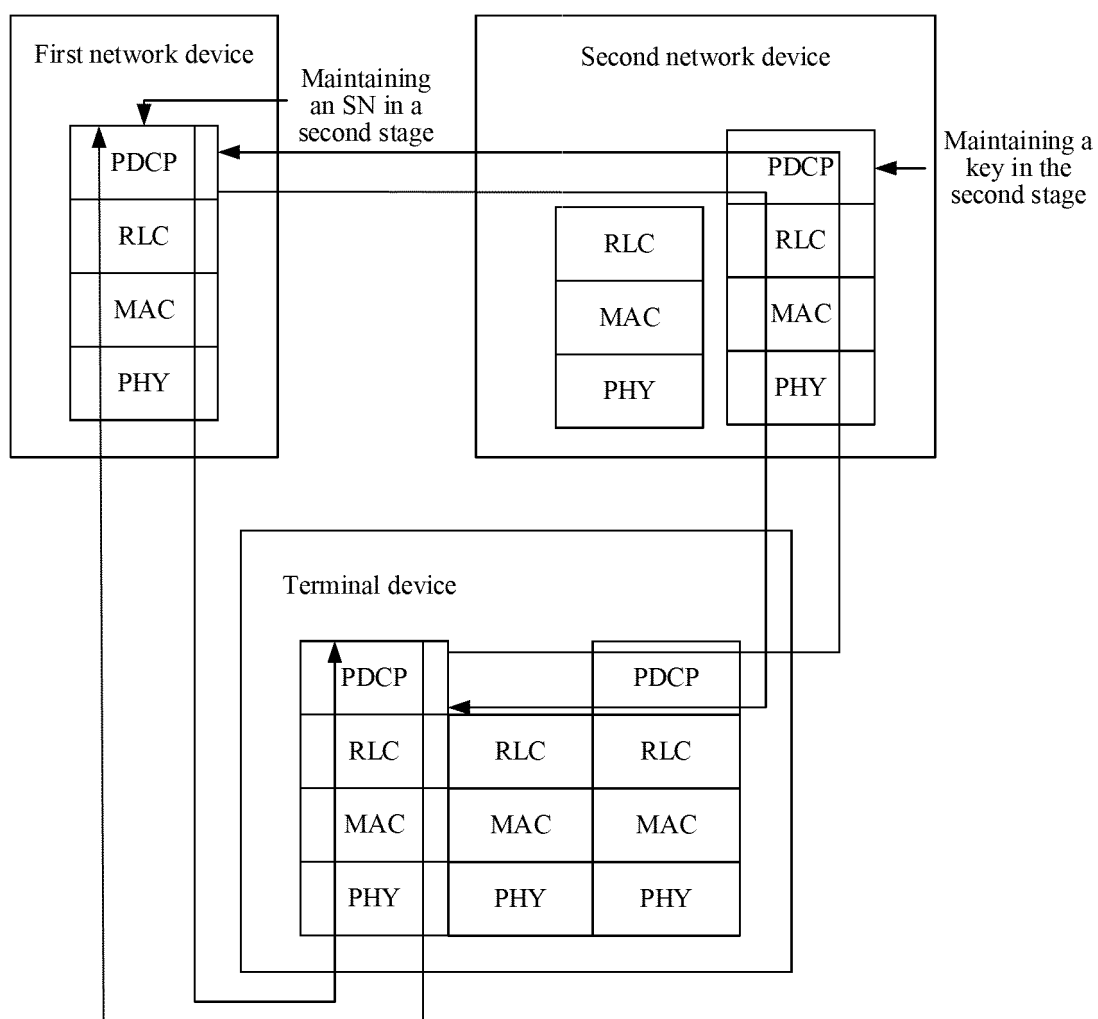 First network device
Maintaining
an SN in a
second stage
PDCP
RLC
MAC
PHY
Second network device
RLC
MAC
PHY
PDCP
RLC
MAC
PHY
Maintaining a
key in the
second stage
Terminal device
PDCP
RLC
MAC
PHY
RLC
MAC
PHY
PDCP
RLC
MAC
PHY